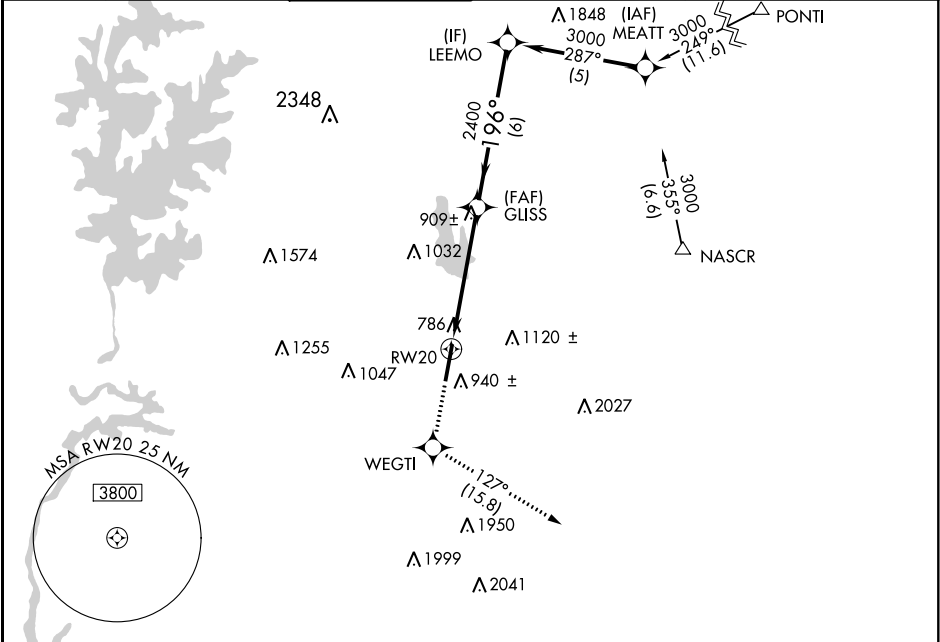 1848
(IAF)
MEATT
PONTI
3000
249°
(11.6)
(IF)
LEEMO
3000
287°
(5)
2348
2400
196°
(6)
3000
355°
(6.6)
NASCR
(FAF)
GLISS
909±
1032
1574
786
1120 ±
1255
RW20
1047
940 ±
2027
WEGTI
127°
(15.8)
MSA RW20 25 NM
3800
1950
1999
2041